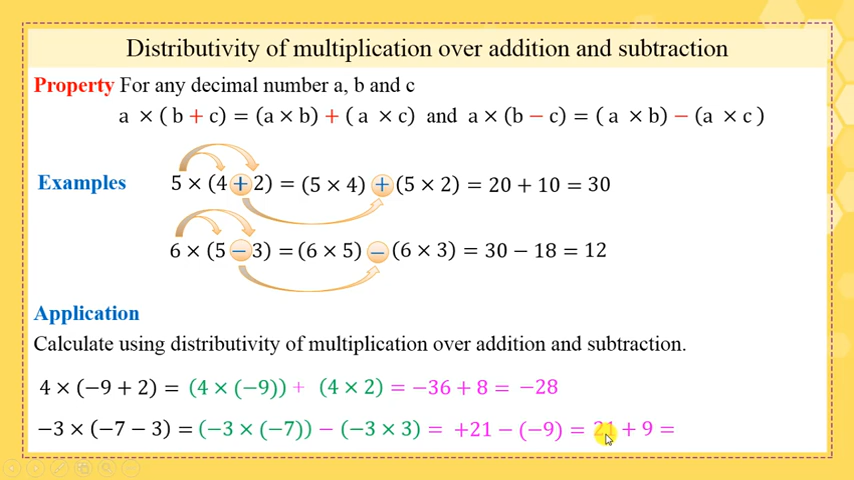 Distributivity of multiplication over addition and subtraction
Property For any decimal number a, b and c
a × ( b + c) = (a × b) + ( a × c) and a × (b − c) = ( a × b) − (a × c )
Examples 5 × (4 + 2) = (5 × 4) + (5 × 2) = 20 + 10 = 30
6 × (5 − 3) = (6 × 5) − (6 × 3) = 30 − 18 = 12
Application
Calculate using distributivity of multiplication over addition and subtraction.
4 × (−9 + 2) = (4 × (−9)) + (4 × 2) = −36 + 8 = −28
−3 × (−7 − 3) = (−3 × (−7)) − (−3 × 3) = +21 − (−9) = 21 + 9 =